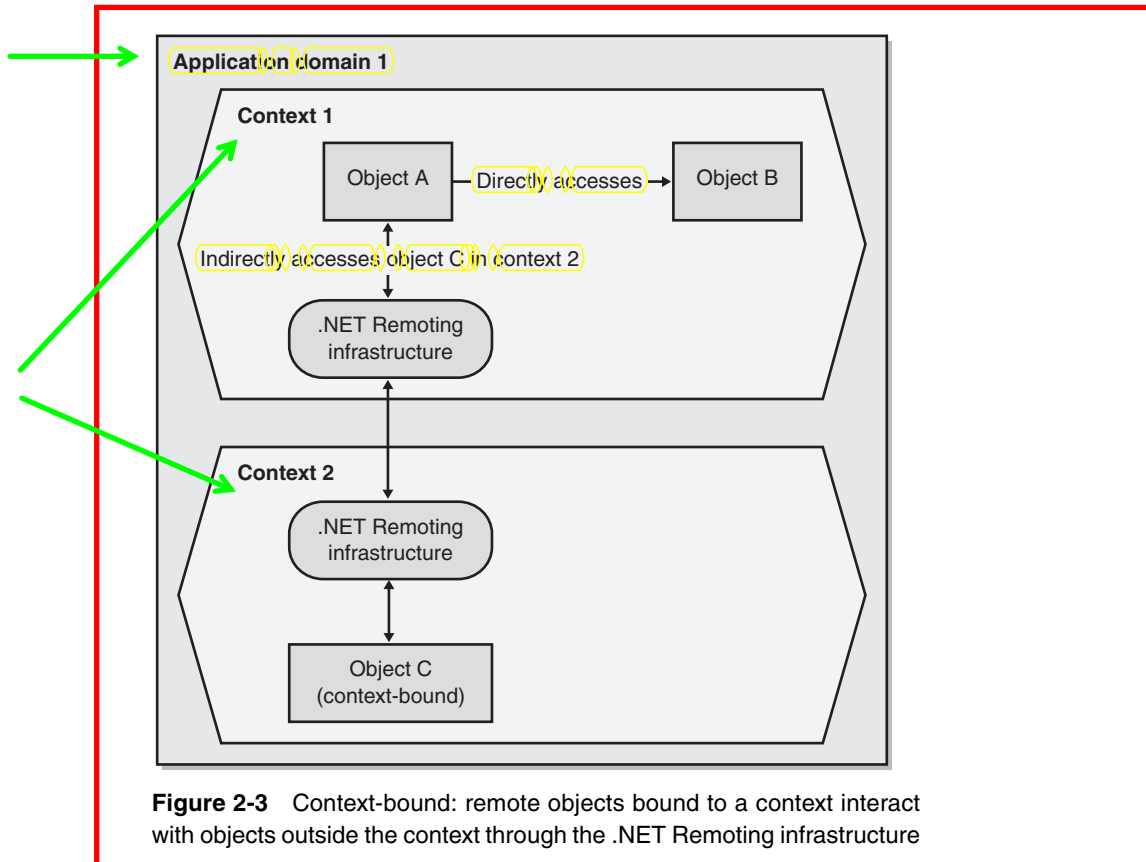 Application domain 1
Context 1
Object A
Directly accesses
Object B
Indirectly accesses object C in context 2
.NET Remoting
infrastructure
Context 2
.NET Remoting
infrastructure
Object C
(context-bound)
Figure 2-3 Context-bound: remote objects bound to a context interact
with objects outside the context through the .NET Remoting infrastructure